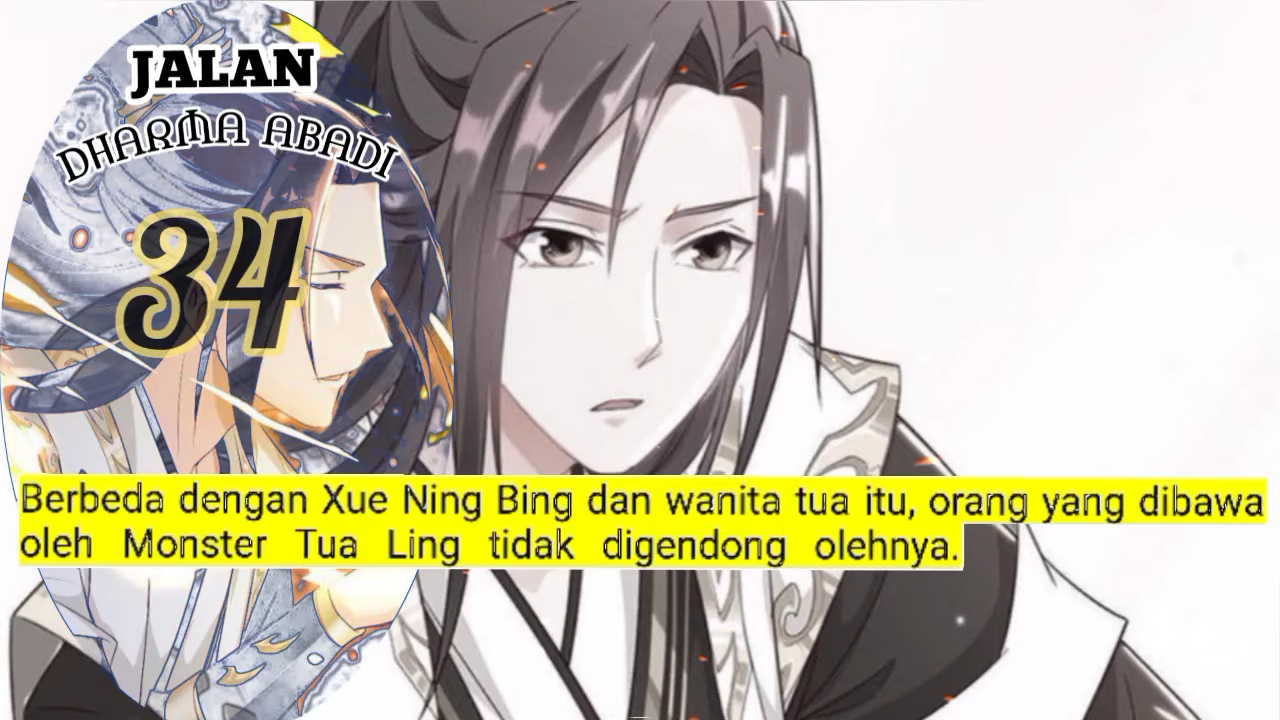 JALAN
DHARMA ABADI
34
Berbeda dengan Xue Ning Bing dan wanita tua itu, orang yang dibawa
oleh Monster Tua Ling tidak digendong olehnya.